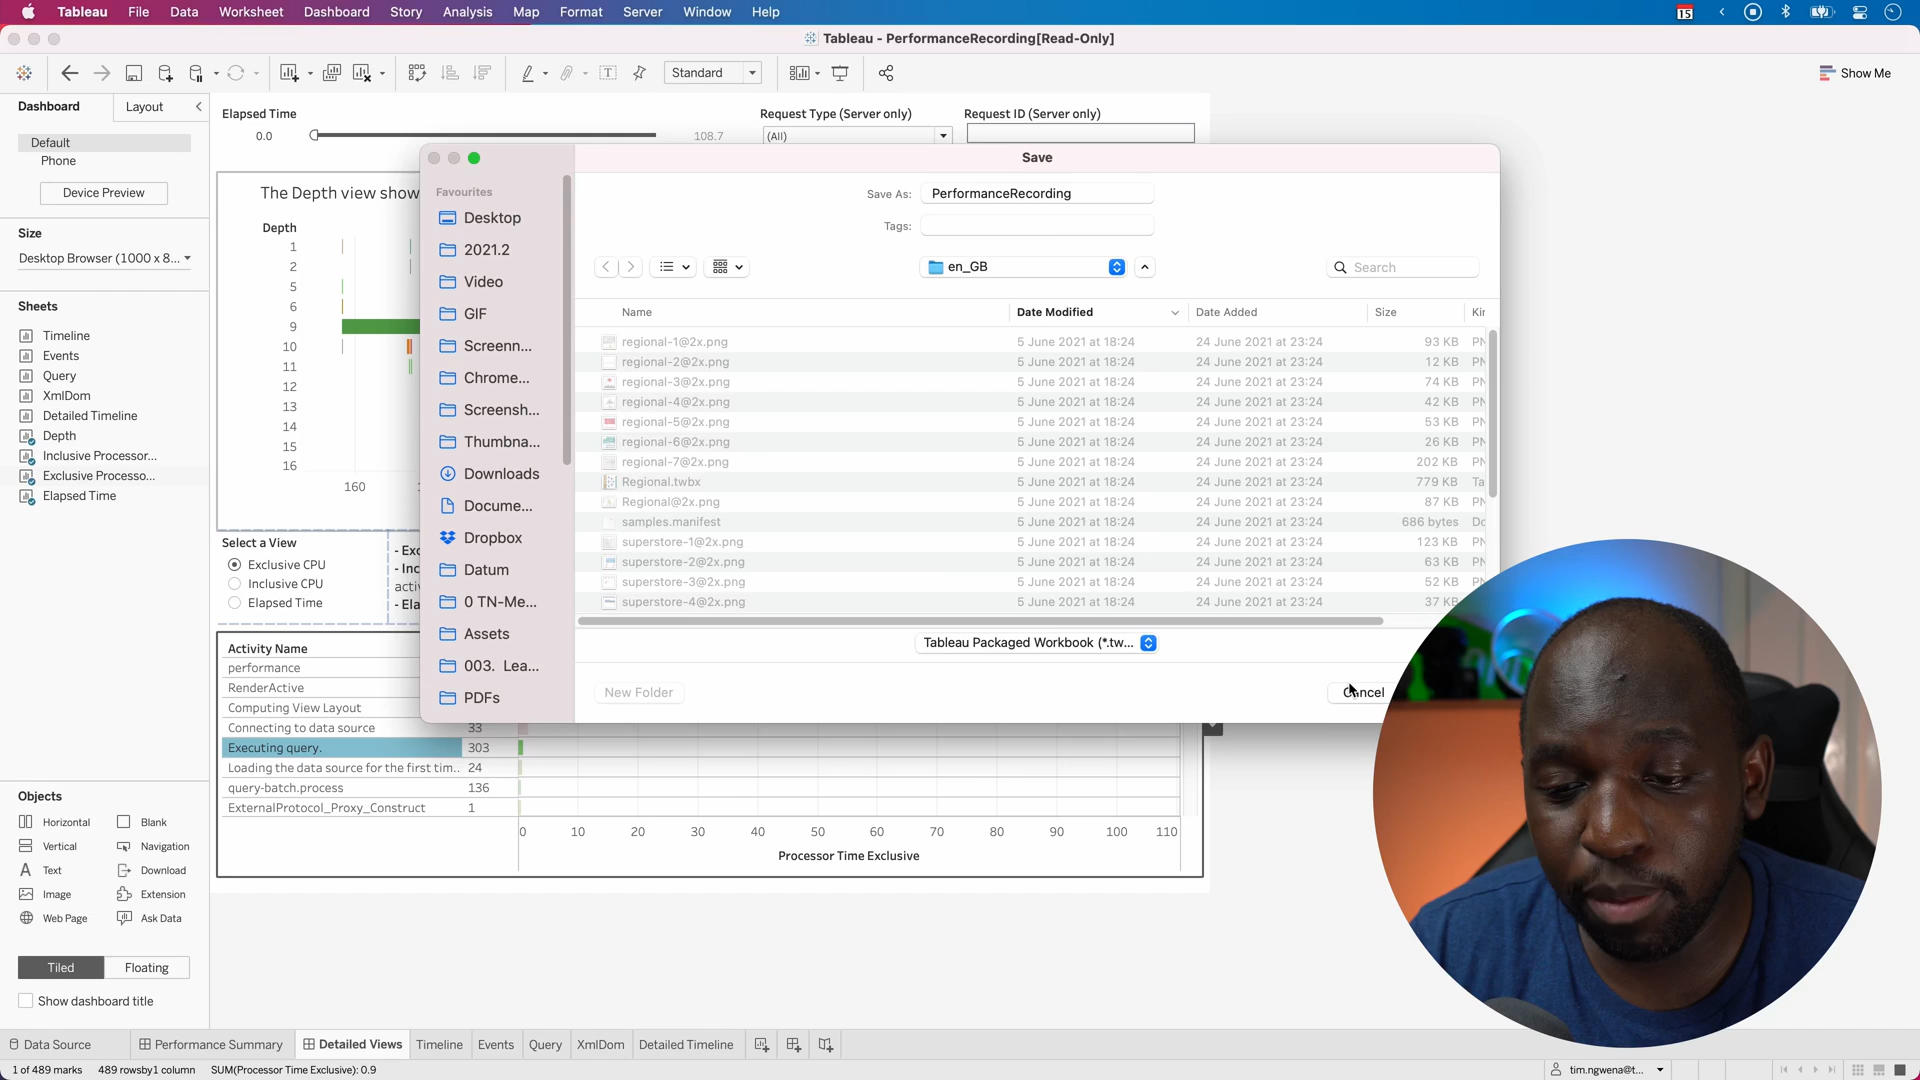 Tableau File Data Worksheet Dashboard Story Analysis Map Format Server Window Help 15
Tableau - PerformanceRecording[Read-Only]
Standard
Show Me
Dashboard Layout
Default
Phone
Device Preview
Size
Desktop Browser (1000 x 8...
Sheets
Timeline
Events
Query
XmlDom
Detailed Timeline
Depth
Inclusive Processor...
Exclusive Processo...
Elapsed Time
Objects
Horizontal Blank
Vertical Navigation
Text Download
Image Extension
Web Page Ask Data
Tiled Floating
Show dashboard title
Elapsed Time
0.0 108.7
Request Type (Server only)
(All)
Request ID (Server only)
The Depth view show
Depth
1
2
5
6
9
10
11
12
13
14
15
16
160
Select a View
Exclusive CPU
Inclusive CPU
Elapsed Time
- Exc
- Inc
activ
- Ela
Activity Name
performance
RenderActive
Computing View Layout
Connecting to data source 33
Executing query. 303
Loading the data source for the first tim.. 24
query-batch.process 136
ExternalProtocol_Proxy_Construct 1
0 10 20 30 40 50 60 70 80 90 100 110
Processor Time Exclusive
Save
Favourites
Desktop
2021.2
Video
GIF
Screenn...
Chrome...
Screensh...
Thumbna...
Downloads
Docume...
Dropbox
Datum
0 TN-Me...
Assets
003. Lea...
PDFs
Save As: PerformanceRecording
Tags:
en_GB
Search
Name Date Modified Date Added Size Kin
regional-1@2x.png 5 June 2021 at 18:24 24 June 2021 at 23:24 93 KB PN
regional-2@2x.png 5 June 2021 at 18:24 24 June 2021 at 23:24 12 KB PN
regional-3@2x.png 5 June 2021 at 18:24 24 June 2021 at 23:24 74 KB PN
regional-4@2x.png 5 June 2021 at 18:24 24 June 2021 at 23:24 42 KB PN
regional-5@2x.png 5 June 2021 at 18:24 24 June 2021 at 23:24 53 KB PN
regional-6@2x.png 5 June 2021 at 18:24 24 June 2021 at 23:24 26 KB PN
regional-7@2x.png 5 June 2021 at 18:24 24 June 2021 at 23:24 202 KB PN
Regional.twbx 5 June 2021 at 18:24 24 June 2021 at 23:24 779 KB Ta
Regional@2x.png 5 June 2021 at 18:24 24 June 2021 at 23:24 87 KB PN
samples.manifest 5 June 2021 at 18:24 24 June 2021 at 23:24 686 bytes Do
superstore-1@2x.png 5 June 2021 at 18:24 24 June 2021 at 23:24 123 KB PN
superstore-2@2x.png 5 June 2021 at 18:24 24 June 2021 at 23:24 63 KB PN
superstore-3@2x.png 5 June 2021 at 18:24 24 June 2021 at 23:24 52 KB
superstore-4@2x.png 5 June 2021 at 18:24 24 June 2021 at 23:24 37 KB
Tableau Packaged Workbook (*.tw...
New Folder Cancel
Data Source Performance Summary Detailed Views Timeline Events Query XmlDom Detailed Timeline
1 of 489 marks 489 rowsby1 column SUM(Processor Time Exclusive): 0.9 tim.ngwena@t...